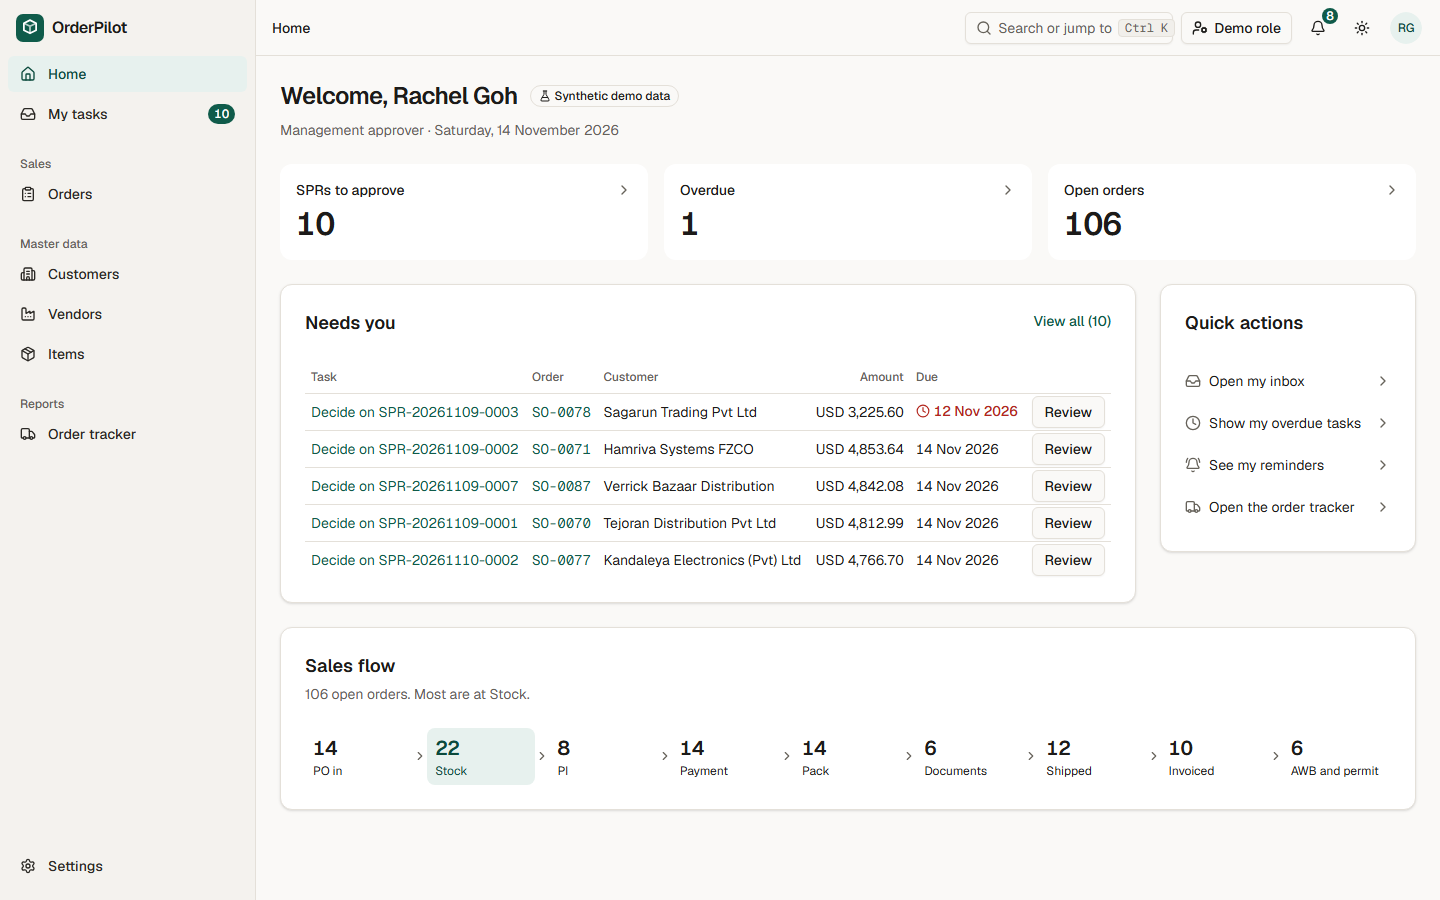 OrderPilot
Home
My tasks 10
Sales
Orders
Master data
Customers
Vendors
Items
Reports
Order tracker
Settings
Home
Search or jump to Ctrl K
Demo role
8
RG
Welcome, Rachel Goh
Synthetic demo data
Management approver · Saturday, 14 November 2026
SPRs to approve
10
Overdue
1
Open orders
106
Needs you
View all (10)
Task Order Customer Amount Due
Decide on SPR-20261109-0003 SO-0078 Sagarun Trading Pvt Ltd USD 3,225.60 12 Nov 2026 Review
Decide on SPR-20261109-0002 SO-0071 Hamriva Systems FZCO USD 4,853.64 14 Nov 2026 Review
Decide on SPR-20261109-0007 SO-0087 Verrick Bazaar Distribution USD 4,842.08 14 Nov 2026 Review
Decide on SPR-20261109-0001 SO-0070 Tejoran Distribution Pvt Ltd USD 4,812.99 14 Nov 2026 Review
Decide on SPR-20261110-0002 SO-0077 Kandaleya Electronics (Pvt) Ltd USD 4,766.70 14 Nov 2026 Review
Quick actions
Open my inbox
Show my overdue tasks
See my reminders
Open the order tracker
Sales flow
106 open orders. Most are at Stock.
14 22 8 14 14 6 12 10 6
PO in Stock PI Payment Pack Documents Shipped Invoiced AWB and permit